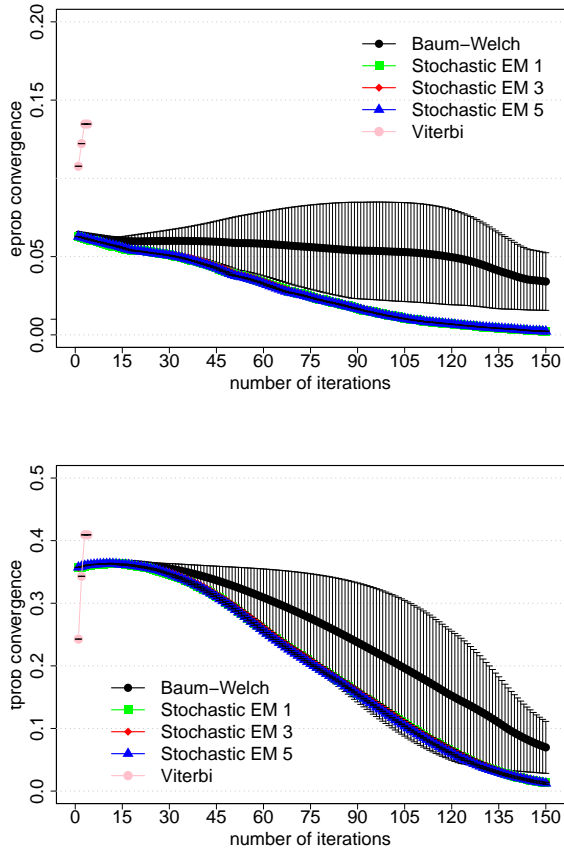 0.20
0.15
0.05
0.00
eprob convergence
Baum−Welch
Stochastic EM 1
Stochastic EM 3
Stochastic EM 5
Viterbi
0 15 30 45 60 75 90 105 120 135 150
number of iterations
0.5
0.4
0.3
0.2
0.1
0.0
tprob convergence
Baum−Welch
Stochastic EM 1
Stochastic EM 3
Stochastic EM 5
Viterbi
0 15 30 45 60 75 90 105 120 135 150
number of iterations